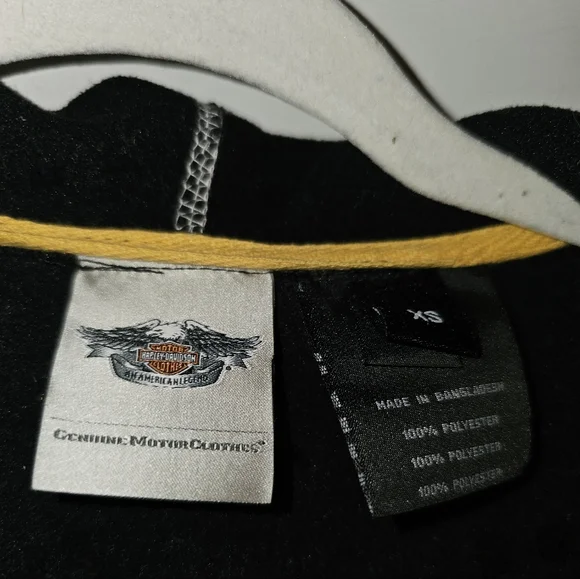 MOTOR
HARLEY-DAVIDSON
CLOTHES
AN AMERICAN LEGEND
GENUINE MOTORCLOTHES®
XS
MADE IN BANGLADESH
100% POLYESTER
100% POLYESTER
100% POLYESTER